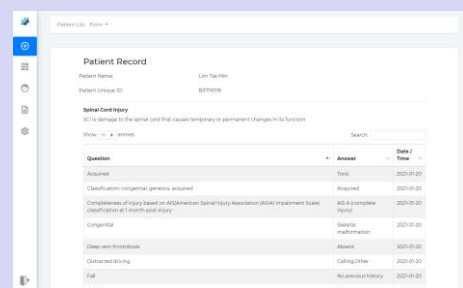 Patient List Form
Patient Record
Patient Name: Lim Tze Min
Patient Unique ID:
Spinal Cord Injury
SCI is damage to the spinal cord that causes temporary or permanent changes in its function
Show entries Search:
Question Answer Date / Time
Acquired Toxic 2021-01-20
Classification: congenital, generics, acquired Acquired 2021-01-20
Completeness of injury based on AIS(American Spinal Injury Association (ASIA) Impairment Scale) classification at 1 month post-injury AIS A (complete injury) 2021-01-20
Congenital Skeletal malformation 2021-01-20
Deep vein thrombosis Absent 2021-01-20
Distracted driving Calling,Other 2021-01-20
Fall No previous history 2021-01-20